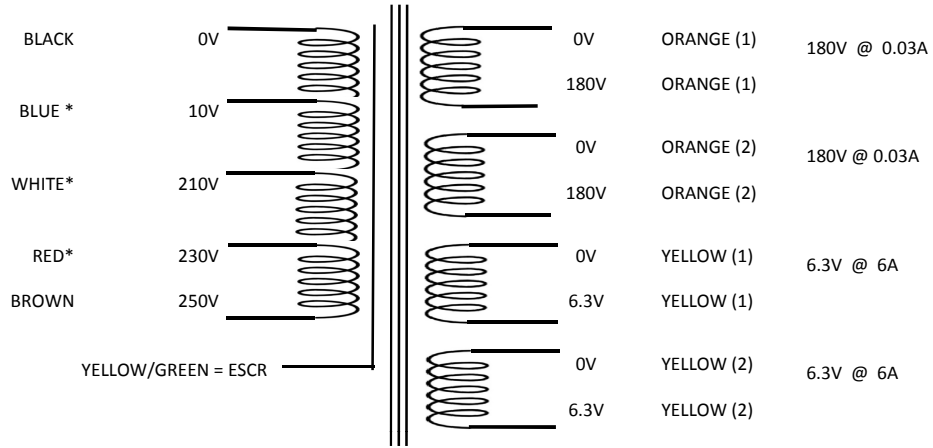 BLACK 0V
BLUE * 10V
WHITE* 210V
RED* 230V
BROWN 250V
YELLOW/GREEN = ESCR
0V ORANGE (1)
180V @ 0.03A
180V ORANGE (1)
0V ORANGE (2)
180V @ 0.03A
180V ORANGE (2)
0V YELLOW (1)
6.3V @ 6A
6.3V YELLOW (1)
0V YELLOW (2)
6.3V @ 6A
6.3V YELLOW (2)